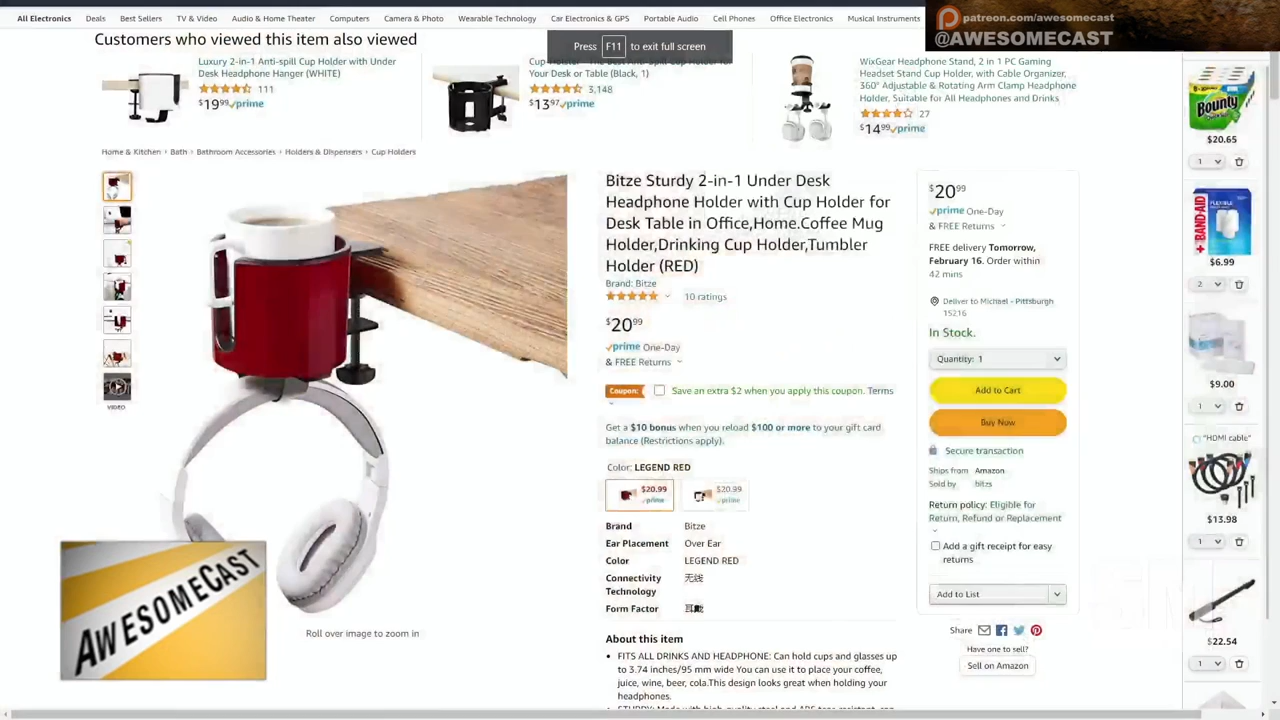 All Electronics Deals Best Sellers TV & Video Audio & Home Theater Computers Camera & Photo Wearable Technology Car Electronics & GPS Portable Audio Cell Phones Office Electronics Musical Instruments
patreon.com/awesomecast
@AWESOMECAST
Customers who viewed this item also viewed
Press F11 to exit full screen
Luxury 2-in-1 Anti-spill Cup Holder with Under
Desk Headphone Hanger (WHITE)
111
$19.99 prime
Your Desk or Table (Black, 1)
3,148
$13.97 prime
WixGear Headphone Stand, 2 in 1 PC Gaming
Headset Stand Cup Holder, with Cable Organizer,
360° Adjustable & Rotating Arm Clamp Headphone
Holder, Suitable for All Headphones and Drinks
27
$14.99 prime
Home & Kitchen › Bath › Bathroom Accessories › Holders & Dispensers › Cup Holders
VIDEO
Roll over image to zoom in
AWESOMECAST
Bitze Sturdy 2-in-1 Under Desk
Headphone Holder with Cup Holder for
Desk Table in Office,Home.Coffee Mug
Holder,Drinking Cup Holder,Tumbler
Holder (RED)
Brand: Bitze
10 ratings
$20.99
prime One-Day
& FREE Returns
Coupon: Save an extra $2 when you apply this coupon. Terms
Get a $10 bonus when you reload $100 or more to your gift card
balance (Restrictions apply).
Color: LEGEND RED
$20.99 prime
$20.99 prime
Brand Bitze
Ear Placement Over Ear
Color LEGEND RED
Connectivity 无线
Technology
Form Factor
About this item
• FITS ALL DRINKS AND HEADPHONE: Can hold cups and glasses up
to 3.74 inches/95 mm wide You can use it to place your coffee,
juice, wine, beer, cola.This design looks great when holding your
headphones.
$20.99
prime One-Day
& FREE Returns
FREE delivery Tomorrow,
February 16. Order within
42 mins
Deliver to Michael - Pittsburgh
15216
In Stock.
Quantity: 1
Add to Cart
Buy Now
Secure transaction
Ships from Amazon
Sold by bitzs
Return policy: Eligible for
Return, Refund or Replacement
Add a gift receipt for easy
returns
Add to List
Share
Have one to sell?
Sell on Amazon
Bounty
$20.65
1
BAND-AID
FLEXIBLE
$6.99
2
$9.00
1
"HDMI cable"
$13.98
1
$22.54
1